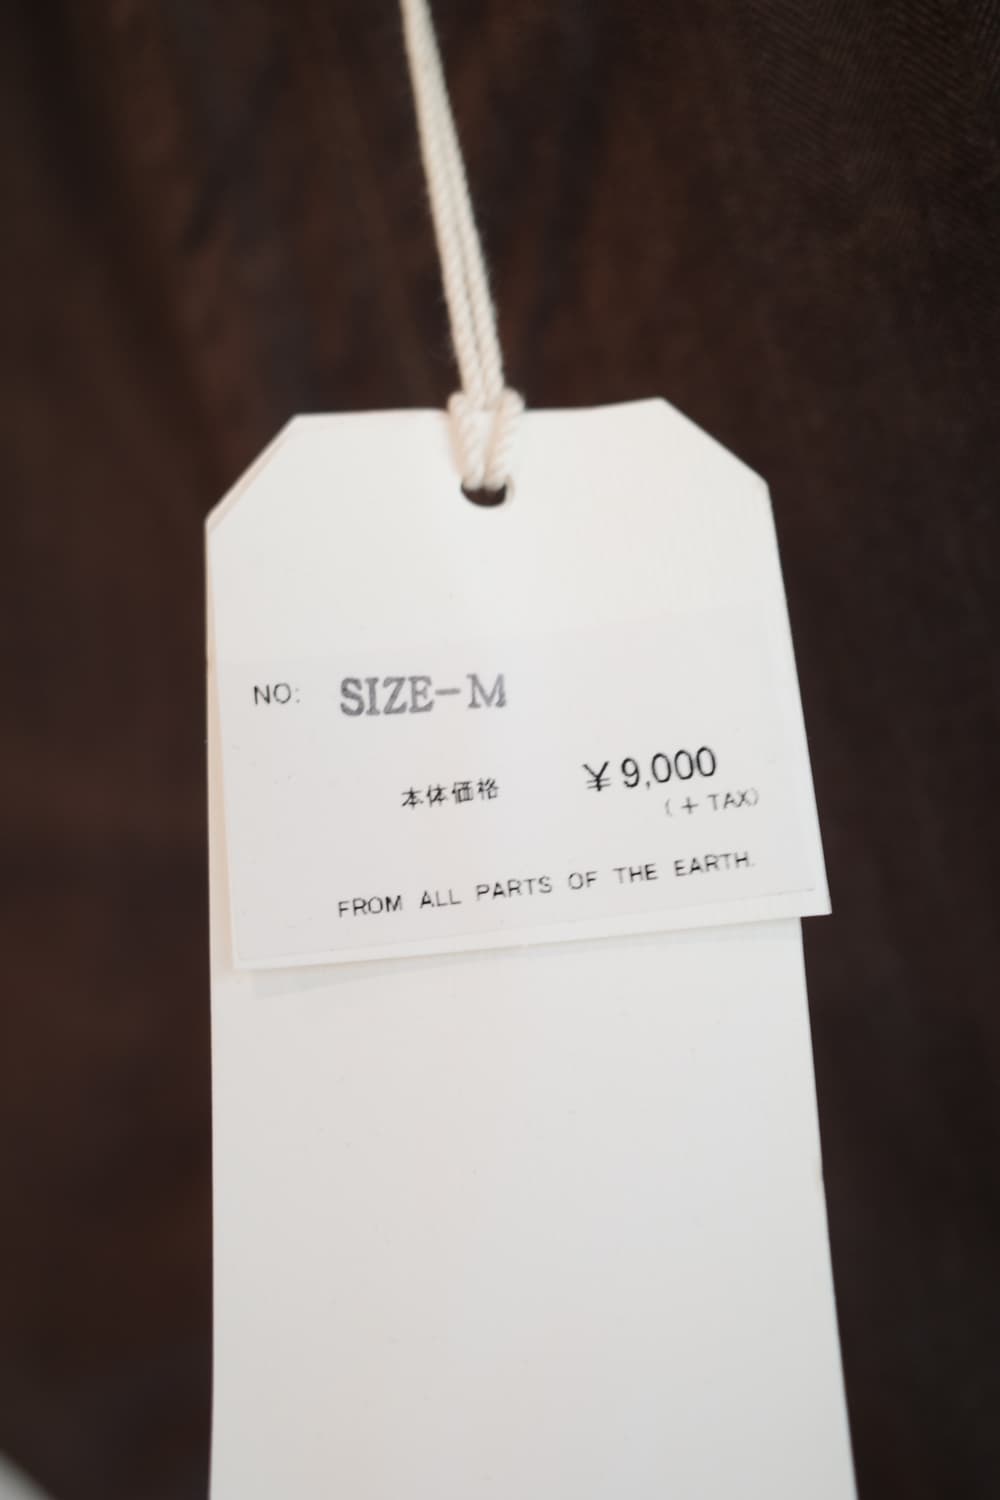 NO: SIZE-M
本体価格 ¥9,000
(+ TAX)
FROM ALL PARTS OF THE EARTH.